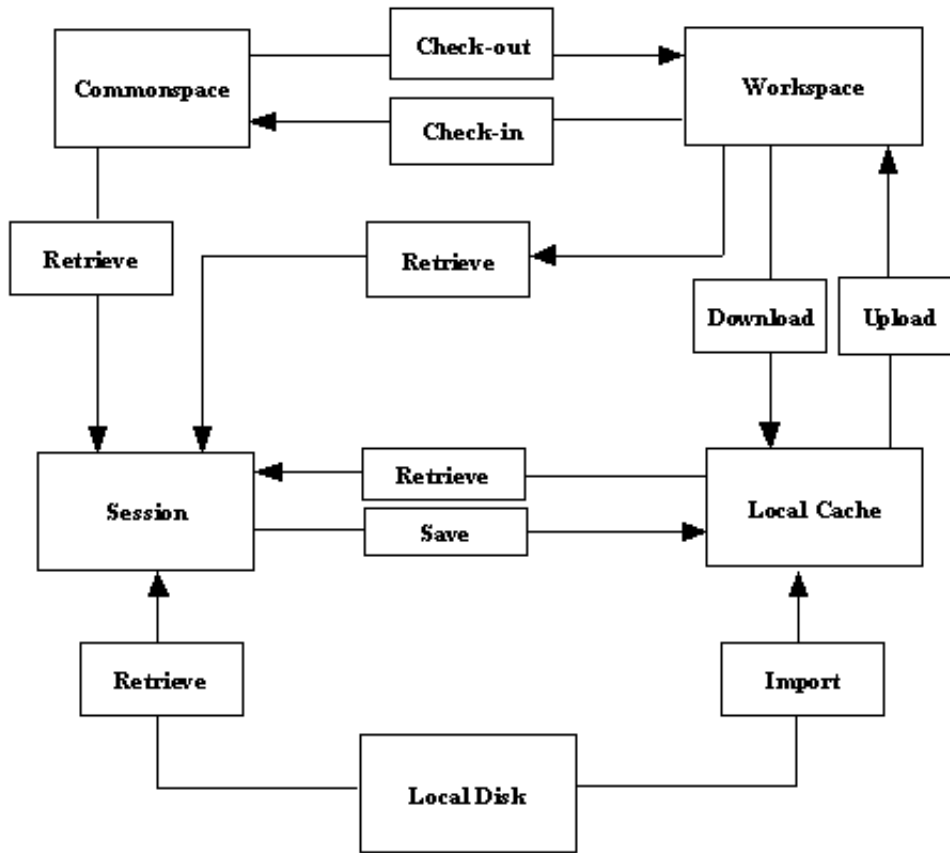 Check-out
Commonspace
Workspace
Check-in
Retrieve
Retrieve
Download
Upload
Retrieve
Session
Local Cache
Save
Retrieve
Import
Local Disk